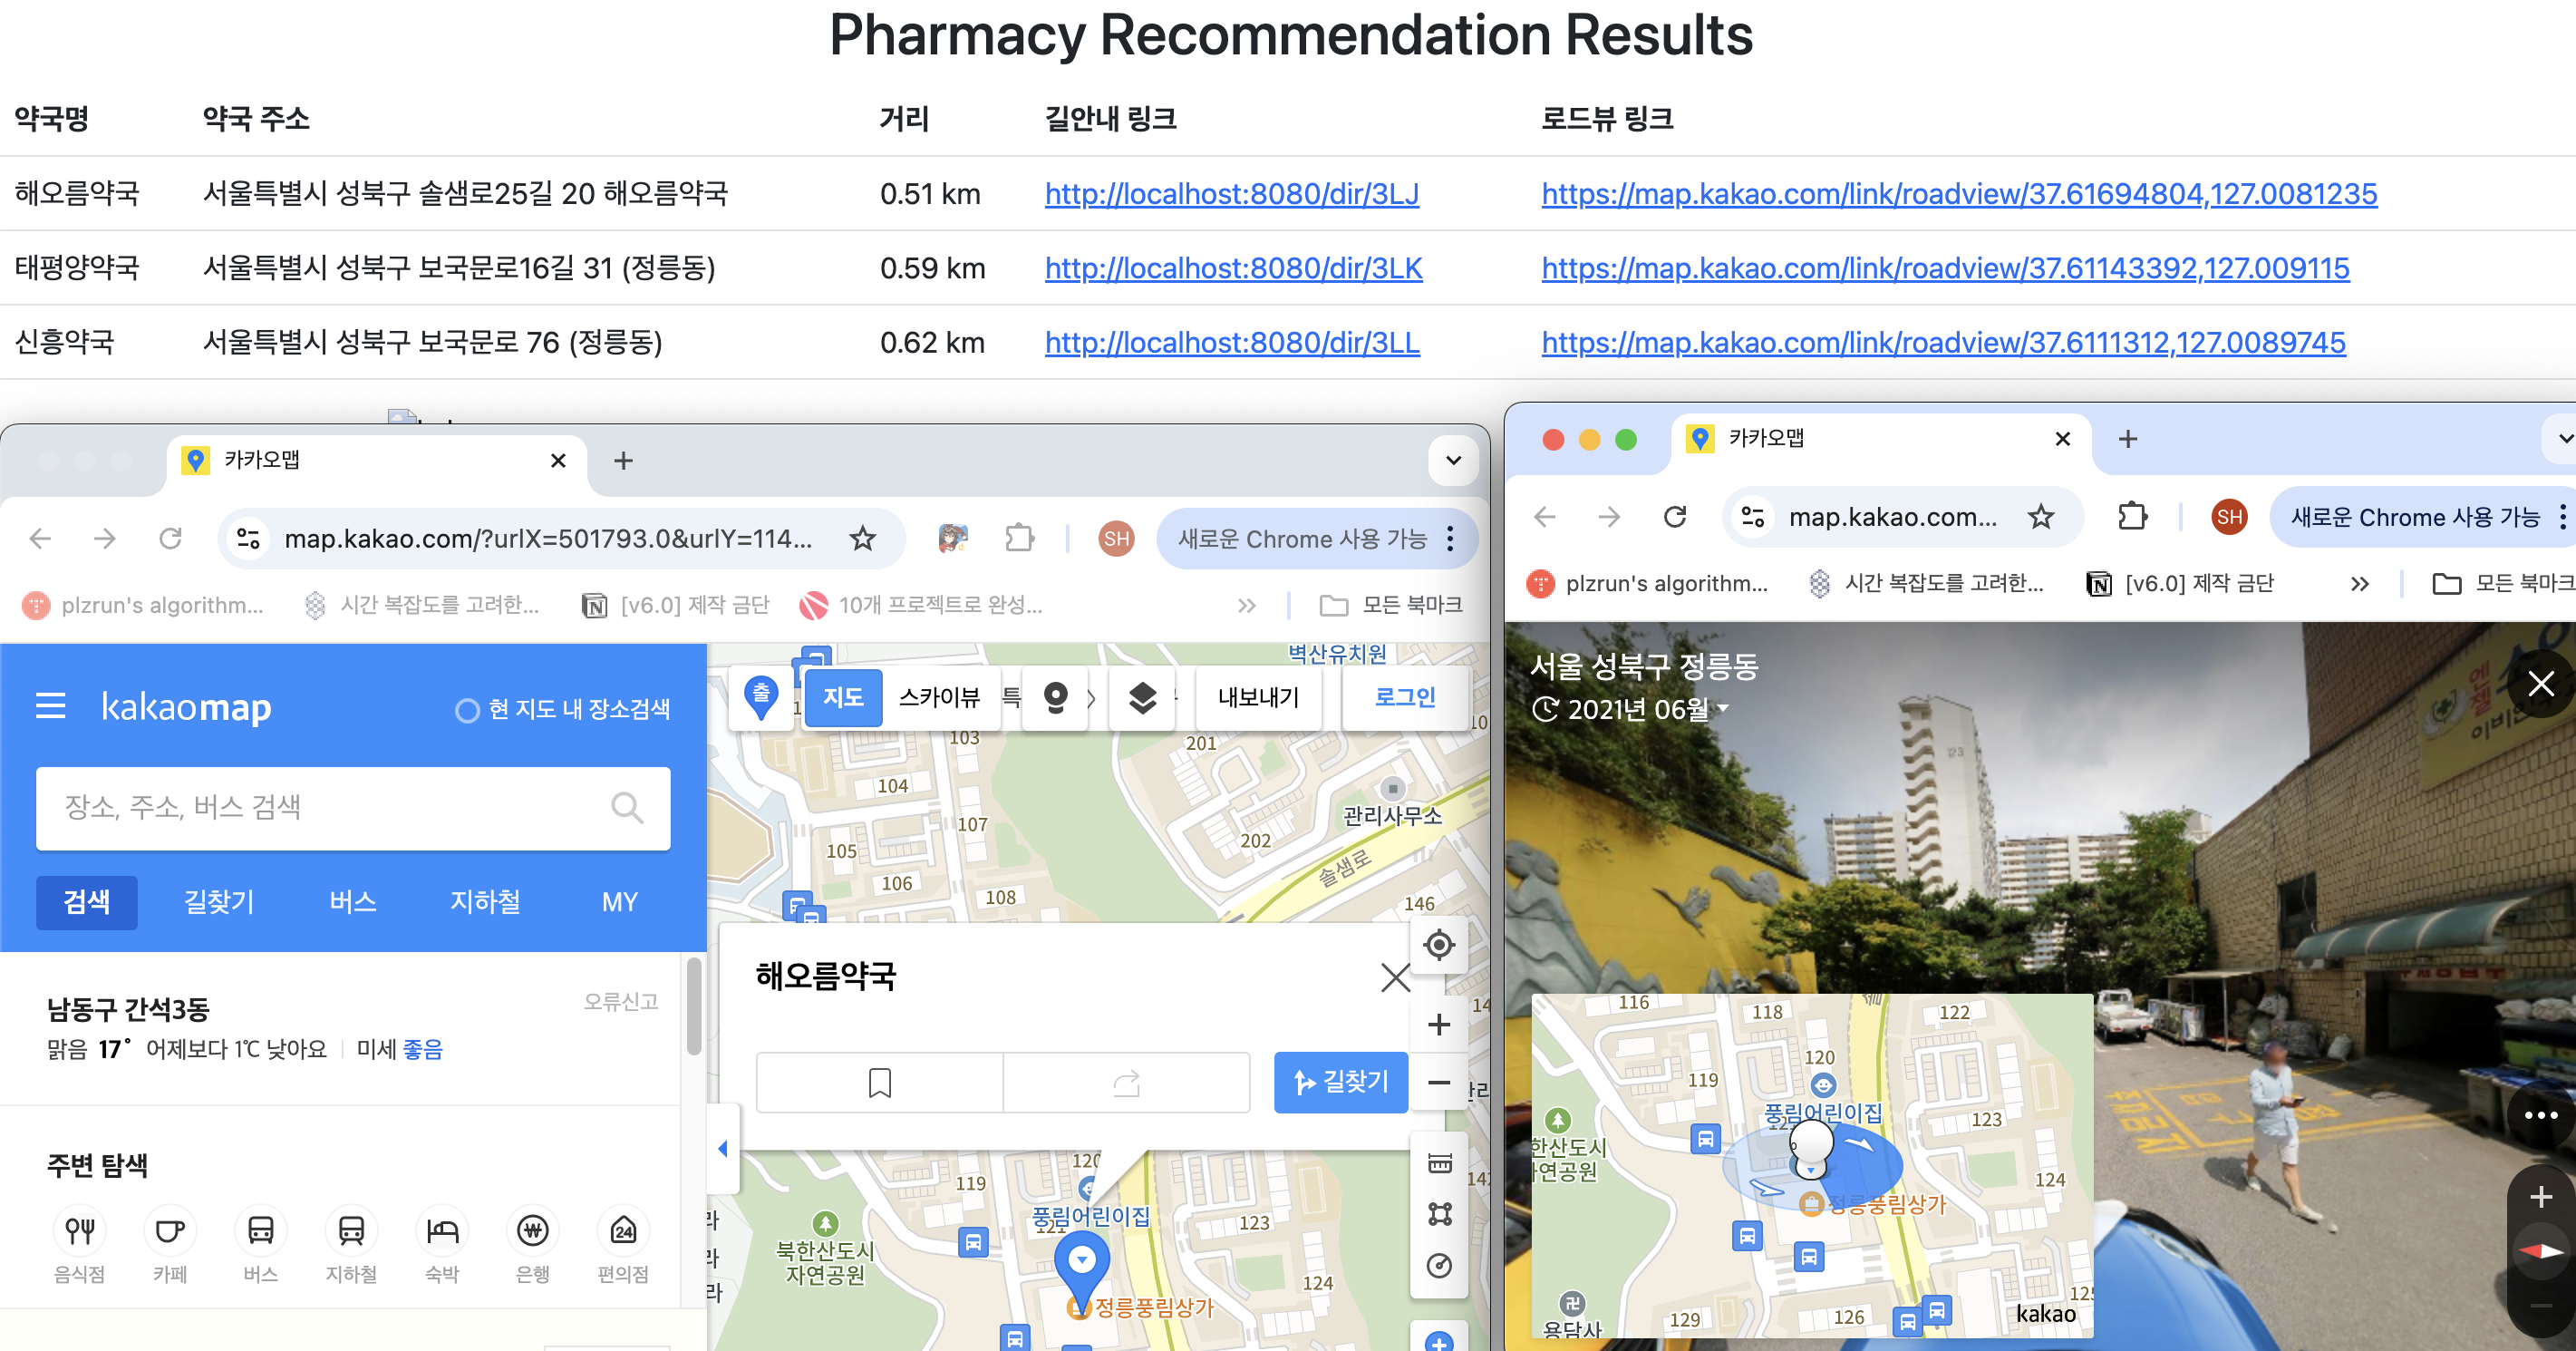 Pharmacy Recommendation Results
약국명 약국 주소 거리 길안내 링크 로드뷰 링크
해오름약국 서울특별시 성북구 솔샘로25길 20 해오름약국 0.51 km http://localhost:8080/dir/3LJ https://map.kakao.com/link/roadview/37.61694804,127.0081235
태평양약국 서울특별시 성북구 보국문로16길 31 (정릉동) 0.59 km http://localhost:8080/dir/3LK https://map.kakao.com/link/roadview/37.61143392,127.009115
신흥약국 서울특별시 성북구 보국문로 76 (정릉동) 0.62 km http://localhost:8080/dir/3LL https://map.kakao.com/link/roadview/37.6111312,127.0089745
카카오맵
map.kakao.com/?urlX=501793.0&urlY=114...
SH
새로운 Chrome 사용 가능
plzrun's algorithm...
시간 복잡도를 고려한...
[v6.0] 제작 금단
10개 프로젝트로 완성...
모든 북마크
kakaomap
현 지도 내 장소검색
장소, 주소, 버스 검색
검색 길찾기 버스 지하철 MY
남동구 간석3동
오류신고
맑음 17° 어제보다 1℃ 낮아요 미세 좋음
주변 탐색
음식점 카페 버스 지하철 숙박 은행 편의점
24
벽산유치원
출
지도
스카이뷰
특
내보내기
로그인
103
201
104
관리사무소
107
105
202
솔샘로
106
108
146
해오름약국
길찾기
120
119
풍림어린이집
121
123
북한산도시
자연공원
124
정릉풍림상가
카카오맵
map.kakao.com...
SH
새로운 Chrome 사용 가능
plzrun's algorithm...
시간 복잡도를 고려한...
[v6.0] 제작 금단
모든 북마크
서울 성북구 정릉동
2021년 06월
이비인
116
118
122
120
119
풍림어린이집
123
한산도시
자연공원
124
정릉풍림상가
용담사
129
126
125
kakao